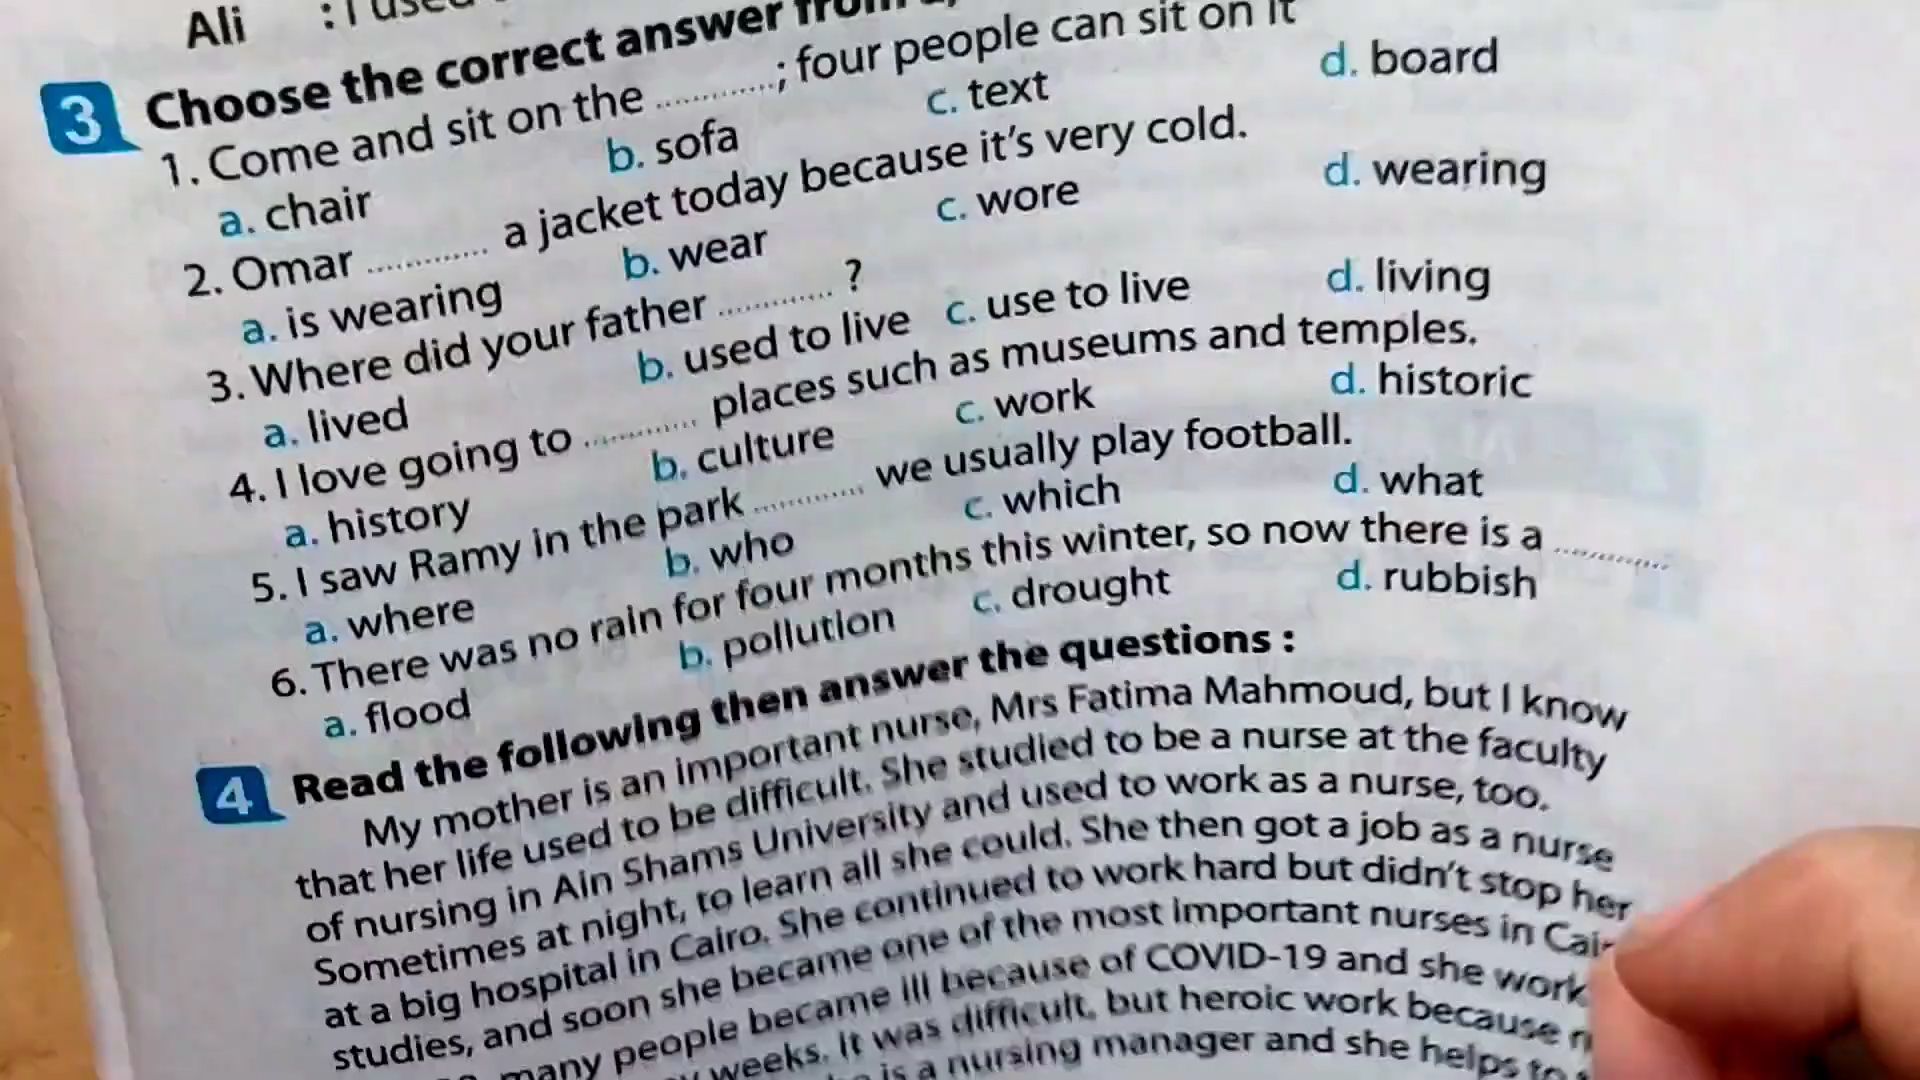 Ali : I used
3 Choose the correct answer from
1. Come and sit on the ............; four people can sit on it
a. chair b. sofa c. text d. board
2. Omar ............ a jacket today because it's very cold.
a. is wearing b. wear c. wore d. wearing
3. Where did your father ............ ?
a. lived b. used to live c. use to live d. living
4. I love going to ............ places such as museums and temples.
a. history b. culture c. work d. historic
5. I saw Ramy in the park ............ we usually play football.
a. where b. who c. which d. what
6. There was no rain for four months this winter, so now there is a ............
a. flood b. pollution c. drought d. rubbish
4 Read the following then answer the questions :
My mother is an important nurse, Mrs Fatima Mahmoud, but I know
that her life used to be difficult. She studied to be a nurse at the faculty
of nursing in Ain Shams University and used to work as a nurse, too.
Sometimes at night, to learn all she could. She then got a job as a nurse
at a big hospital in Cairo. She continued to work hard but didn't stop her
studies, and soon she became one of the most important nurses in
many people became ill because of COVID-19 and she
weeks. It was difficult, but heroic work because
is a nursing manager and she helps to